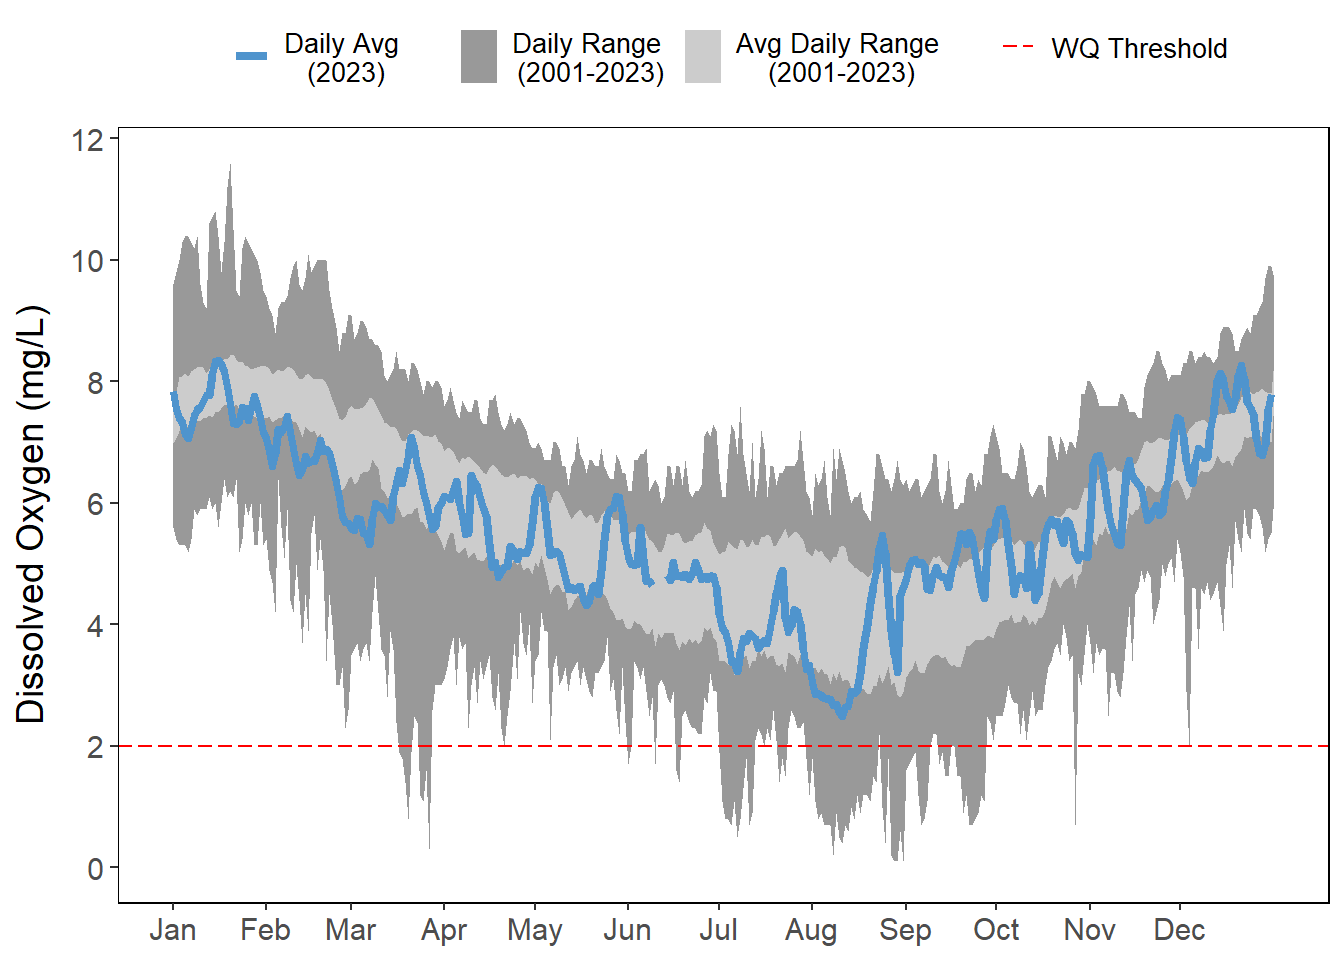 Daily Avg
(2023)
Daily Range
(2001-2023)
Avg Daily Range
(2001-2023)
WQ Threshold
Dissolved Oxygen (mg/L)
12
10
8
6
4
2
0
Jan Feb Mar Apr May Jun Jul Aug Sep Oct Nov Dec